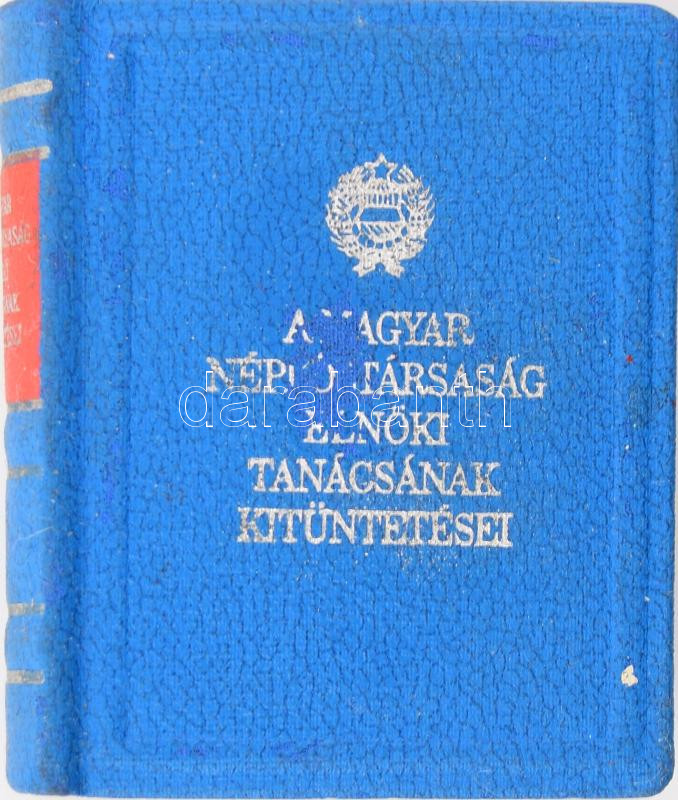 A MAGYAR
NÉPKÖZTÁRSASÁG
ELNÖKI
TANÁCSÁNAK
KITÜNTETÉSEI
darabanth